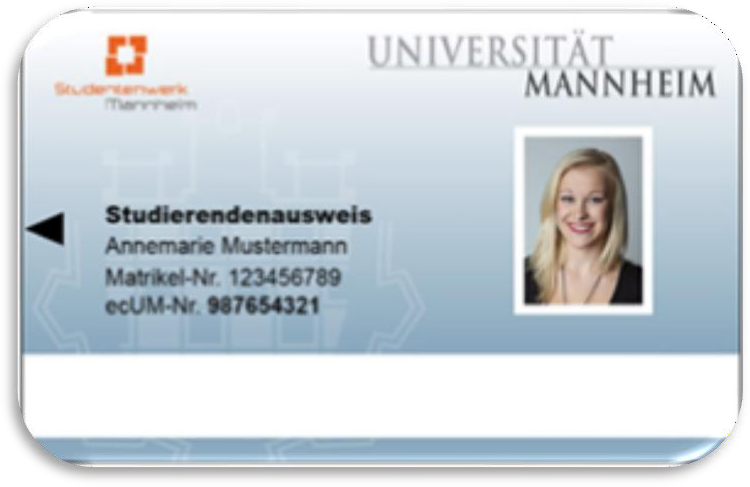 Studentenwerk
Mannheim
UNIVERSITÄT
MANNHEIM
Studierendenausweis
Annemarie Mustermann
Matrikel-Nr. 123456789
ecUM-Nr. 987654321